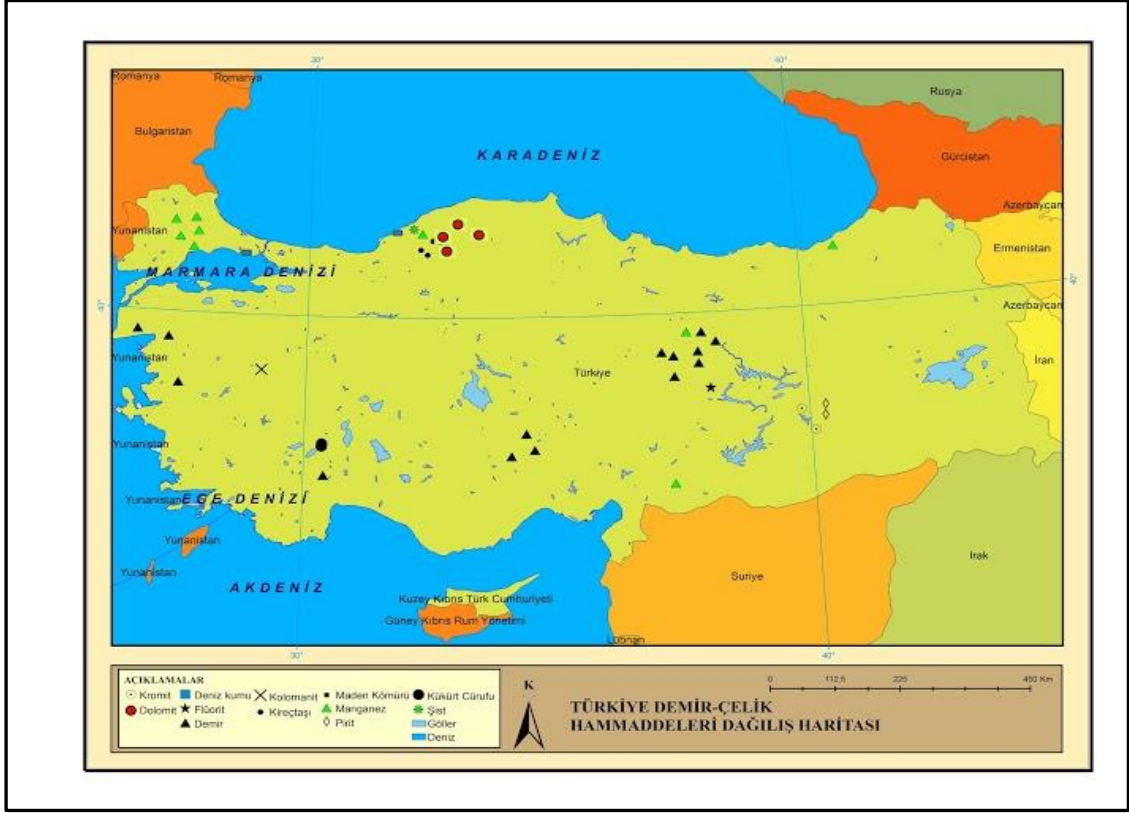 30°
40°
Romanya
Romanya
Rusya
Bulgaristan
KARADENİZ
Gürcistan
Azerbaycan
Yunanistan
Ermenistan
MARMARA DENİZİ
40°
40°
Azerbaycan
Yunanistan
İran
Türkiye
Yunanistan
Yunanistan
EGE DENİZİ
Yunanistan
Irak
Yunanistan
Suriye
AKDENİZ
Kuzey Kıbrıs Türk Cumhuriyeti
Güney Kıbrıs Rum Yönetimi
Lübnan
30°
40°
AÇIKLAMALAR
Kromit Deniz kumu Kolomanit Maden Kömürü Kükürt Cürufu
Dolomit Flüorit Kireçtaşı Manganez Şist
Demir Pirit Göller
Deniz
K
0 112,5 225 450 Km
TÜRKİYE DEMİR-ÇELİK
HAMMADDELERİ DAĞILIŞ HARİTASI